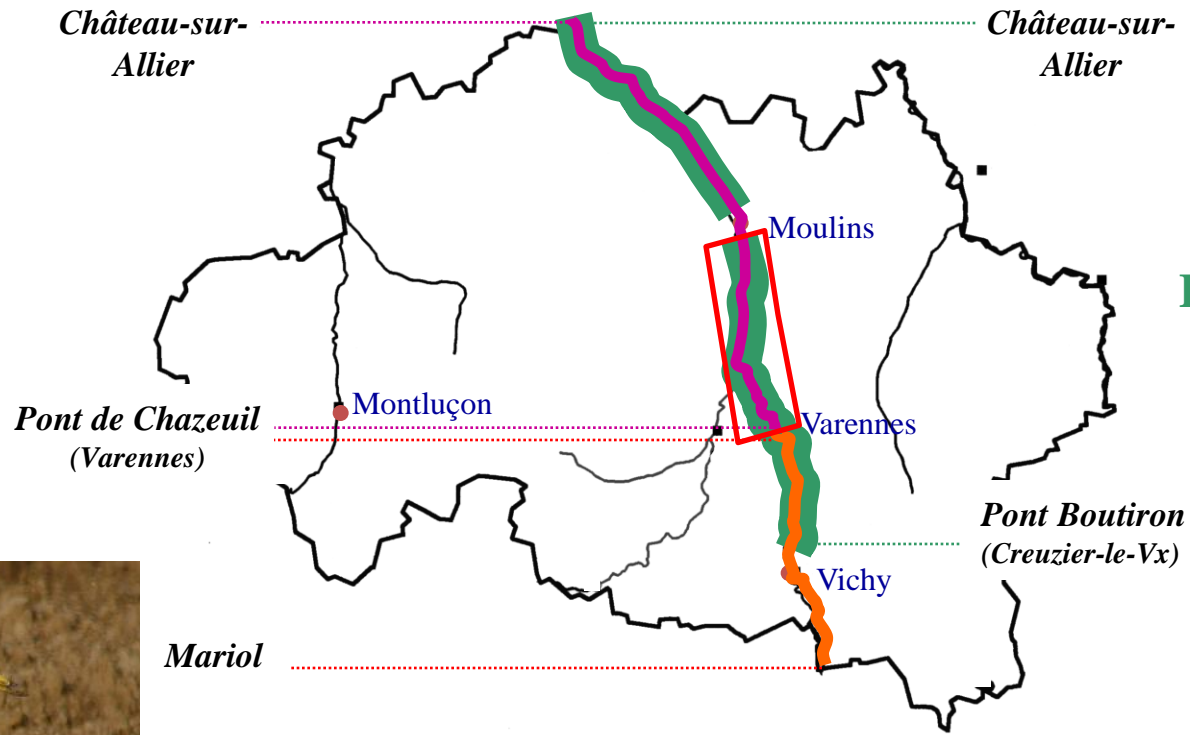 Château-sur-
Allier
Château-sur-
Allier
Moulins
Montluçon
Pont de Chazeuil
(Varennes)
Varennes
Pont Boutiron
(Creuzier-le-Vx)
Vichy
Mariol